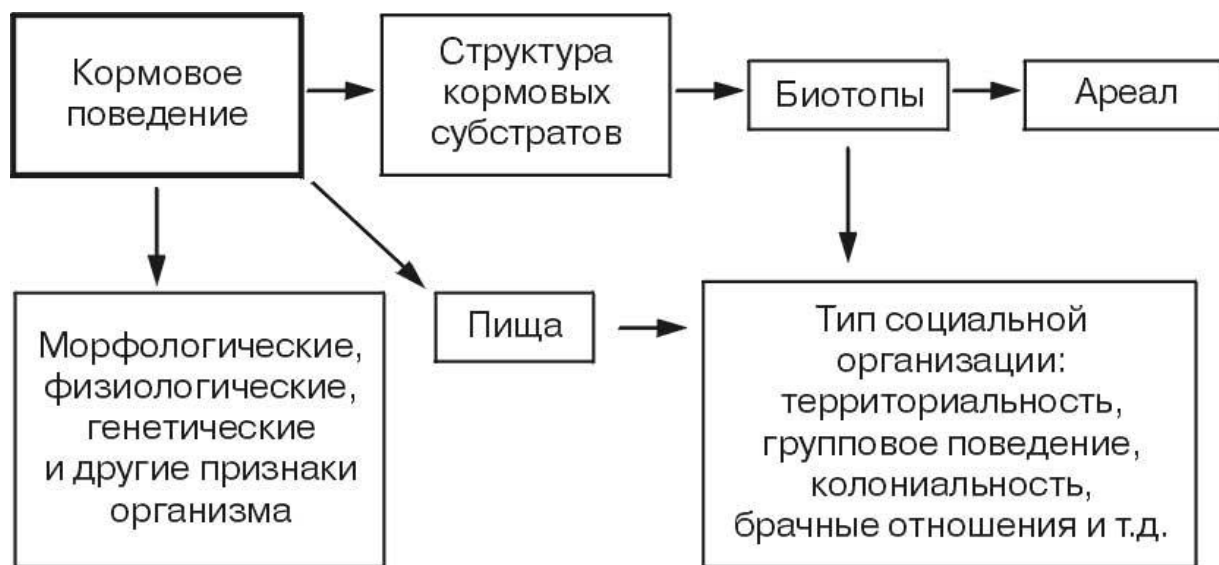 Кормовое
поведение
Структура
кормовых
субстратов
Биотопы
Ареал
Морфологические,
физиологические,
генетические
и другие признаки
организма
Пища
Тип социальной
организации:
территориальность,
групповое поведение,
колониальность,
брачные отношения и т.д.